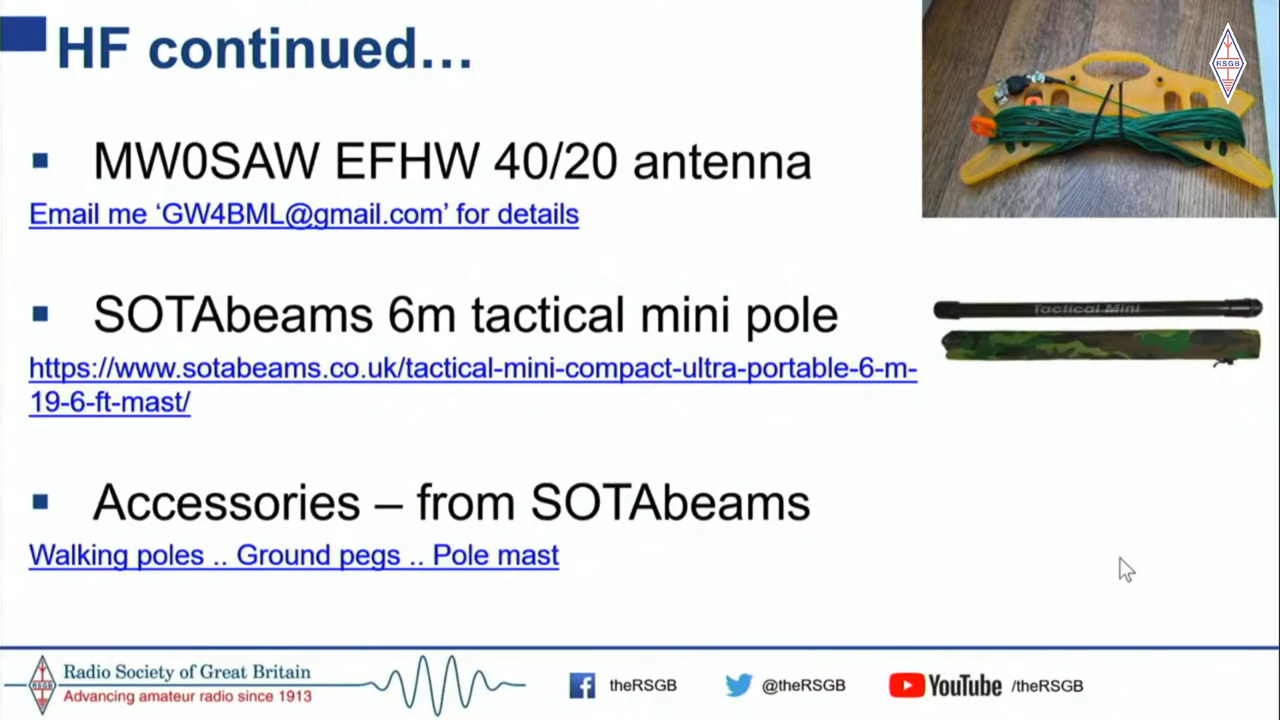 HF continued...
RSGB
MW0SAW EFHW 40/20 antenna
Email me ‘GW4BML@gmail.com’ for details
SOTAbeams 6m tactical mini pole
Tactical Mini
https://www.sotabeams.co.uk/tactical-mini-compact-ultra-portable-6-m-
19-6-ft-mast/
Accessories – from SOTAbeams
Walking poles .. Ground pegs .. Pole mast
RSGB
Radio Society of Great Britain
Advancing amateur radio since 1913
theRSGB
@theRSGB
YouTube /theRSGB